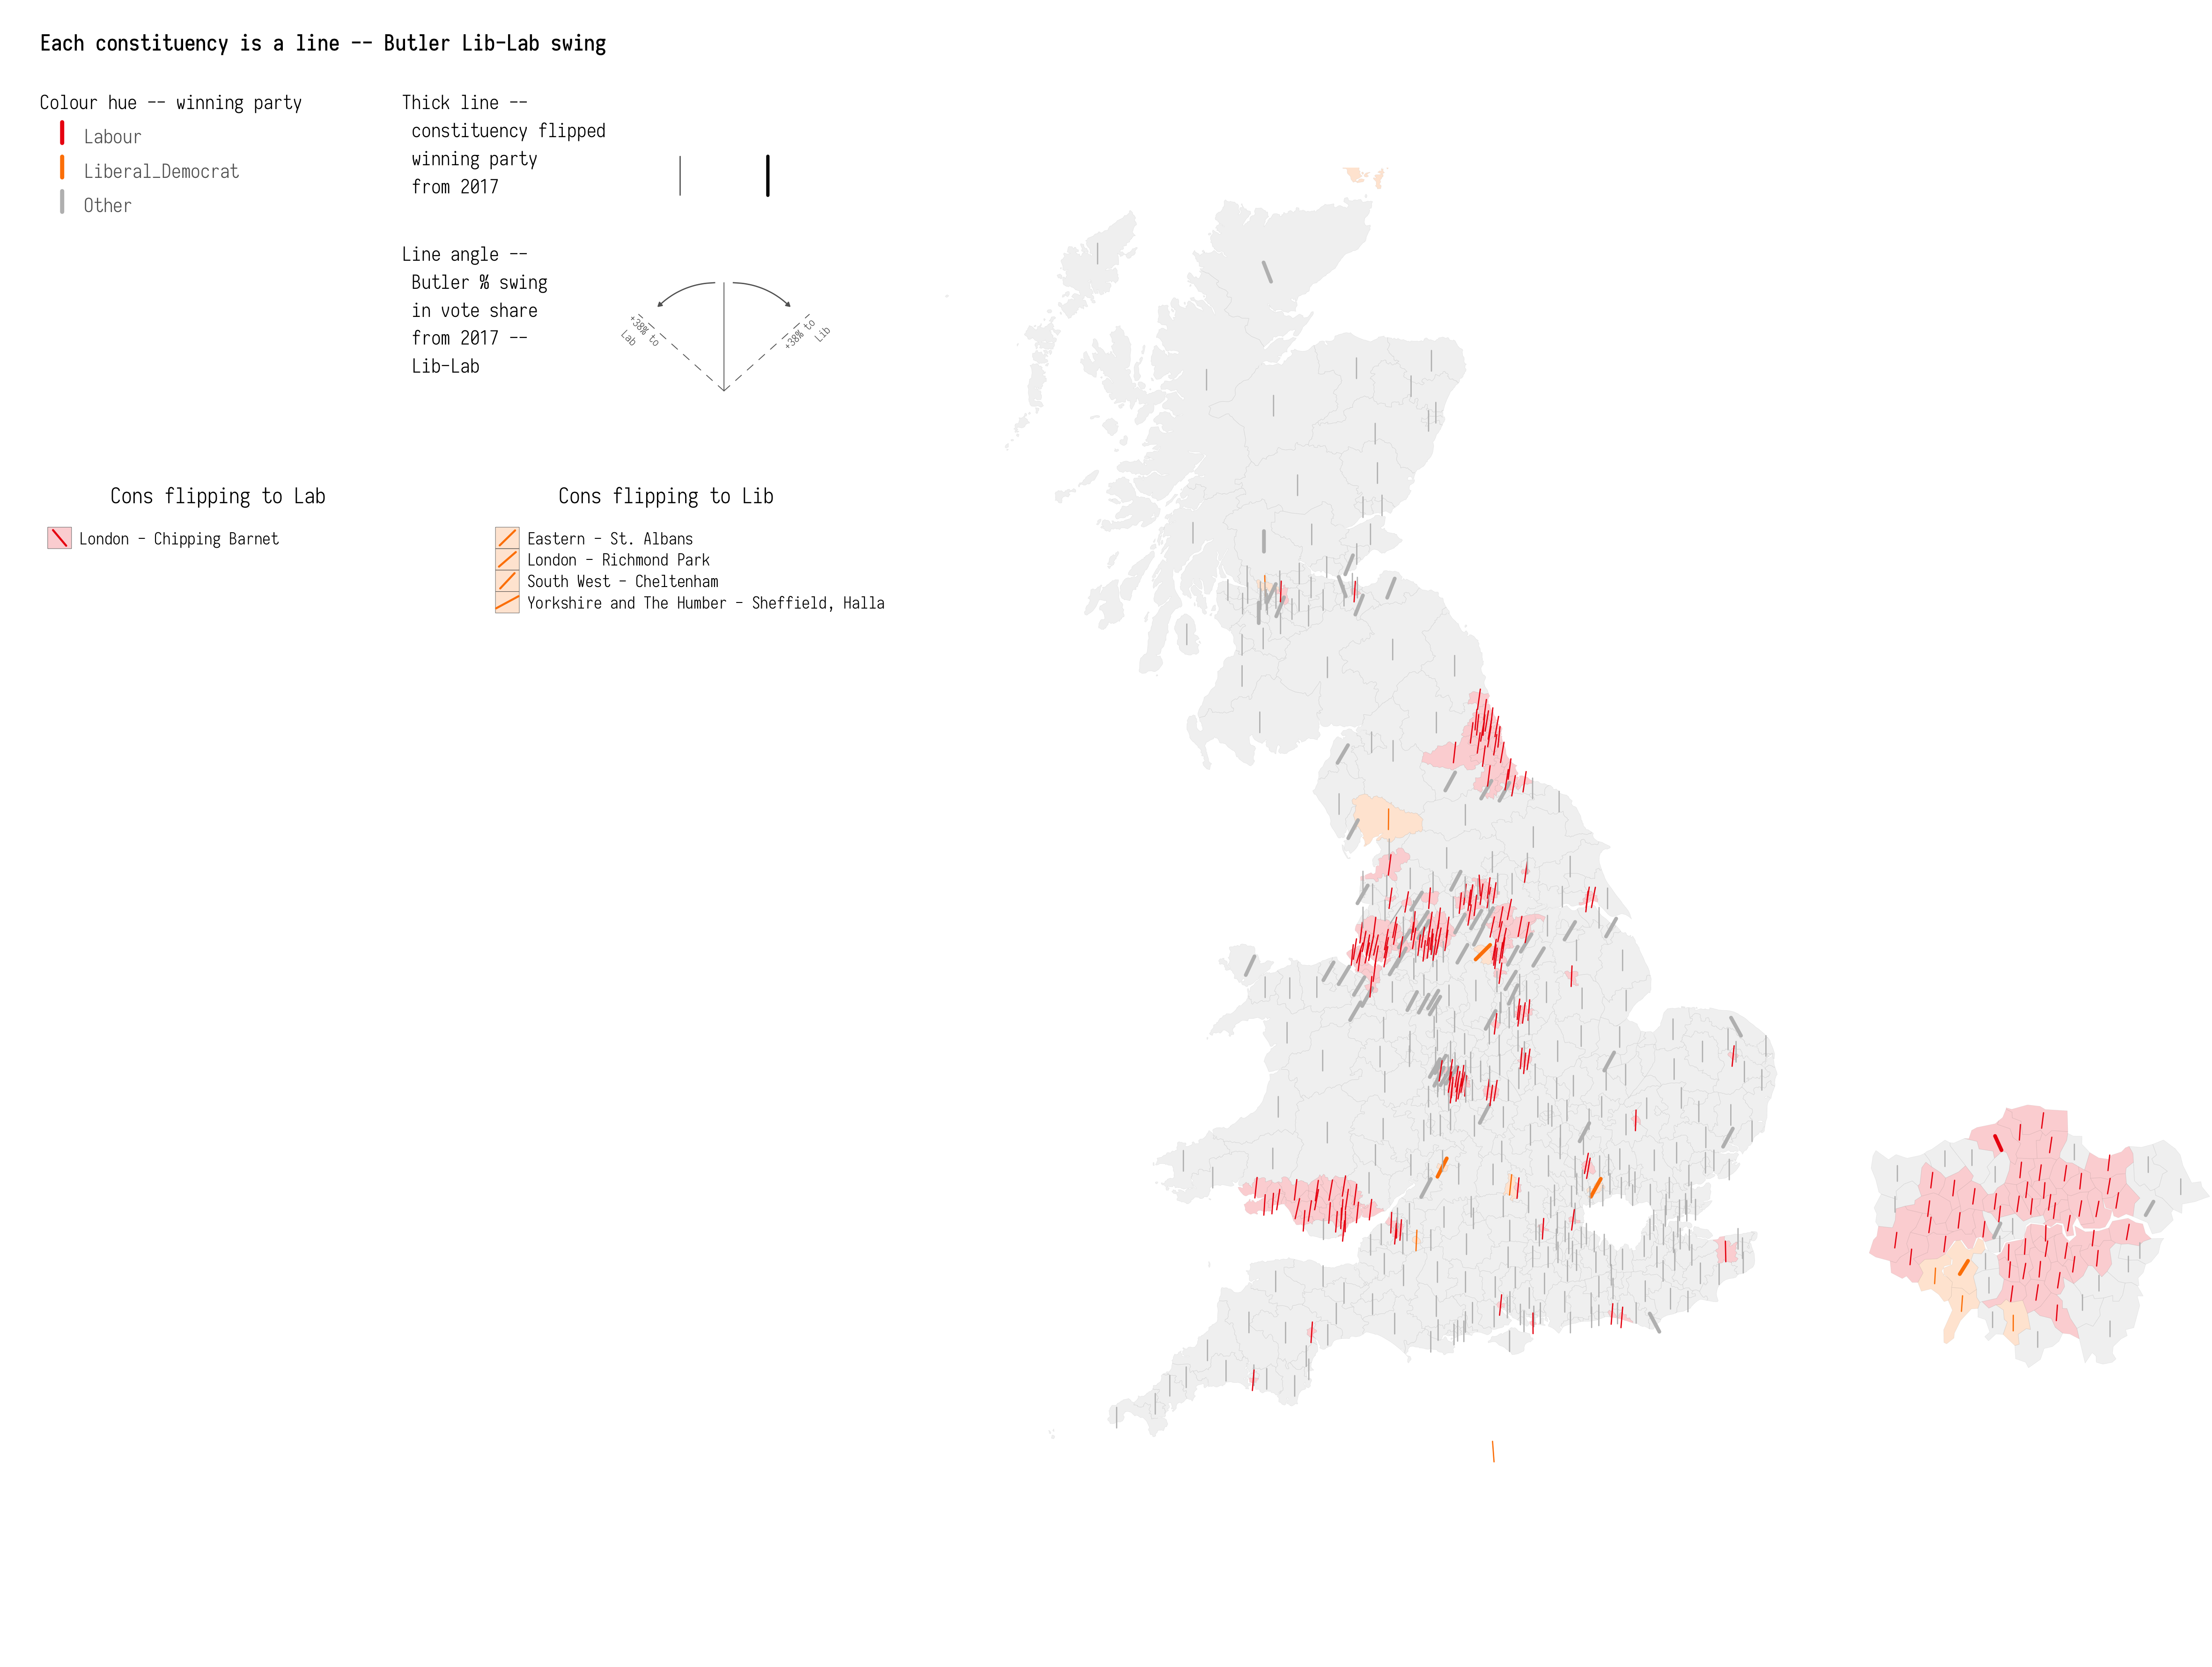 Each constituency is a line -- Butler Lib-Lab swing
Colour hue -- winning party
Labour
Liberal_Democrat
Other
Thick line --
constituency flipped
winning party
from 2017
Line angle --
Butler % swing
in vote share
from 2017 --
Lib-Lab
+38% to
Lab
+38% to
Lib
Cons flipping to Lab
London - Chipping Barnet
Cons flipping to Lib
Eastern - St. Albans
London - Richmond Park
South West - Cheltenham
Yorkshire and The Humber - Sheffield, Halla